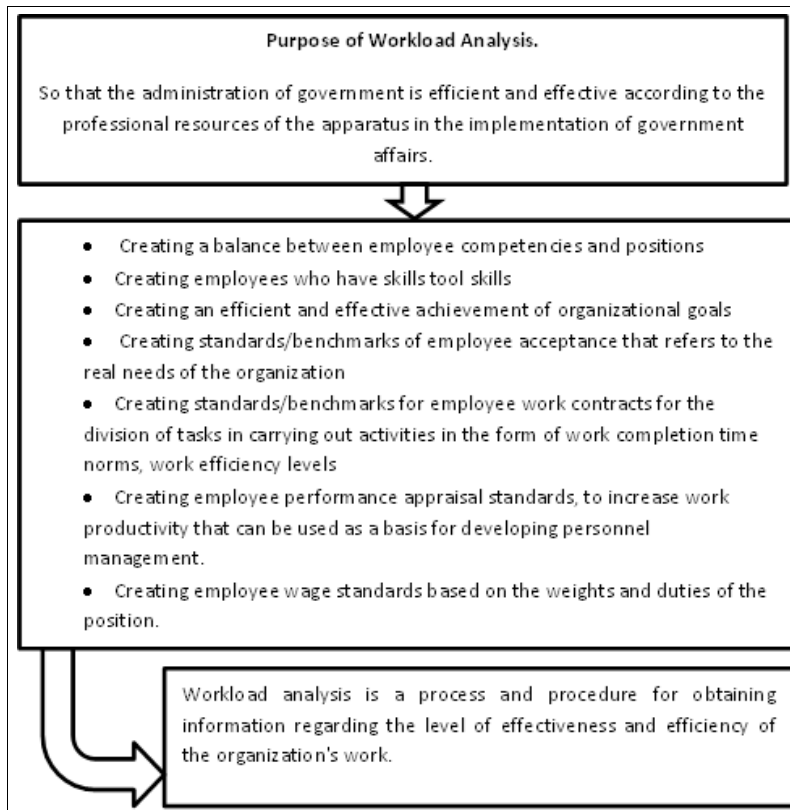 Purpose of Workload Analysis.
So that the administration of government is efficient and effective according to the
professional resources of the apparatus in the implementation of government
affairs.
● Creating a balance between employee competencies and positions
● Creating employees who have skills tool skills
● Creating an efficient and effective achievement of organizational goals
● Creating standards/benchmarks of employee acceptance that refers to the
real needs of the organization
● Creating standards/benchmarks for employee work contracts for the
division of tasks in carrying out activities in the form of work completion time
norms, work efficiency levels
● Creating employee performance appraisal standards, to increase work
productivity that can be used as a basis for developing personnel
management.
● Creating employee wage standards based on the weights and duties of the
position.
Workload analysis is a process and procedure for obtaining
information regarding the level of effectiveness and efficiency of
the organization's work.